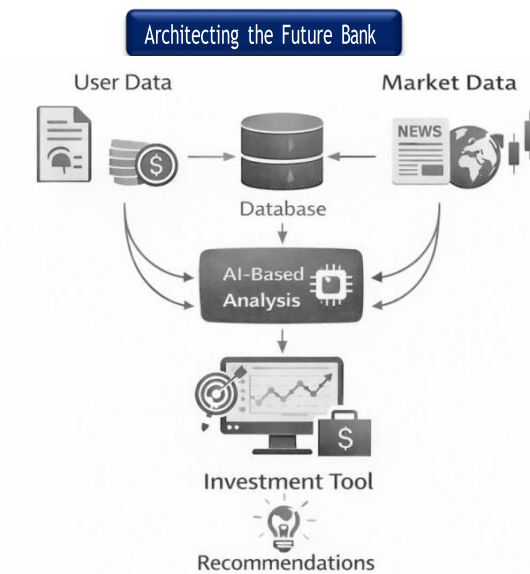 Architecting the Future Bank
User Data
Market Data
$
NEWS
Database
AI-Based
Analysis
$
Investment Tool
Recommendations